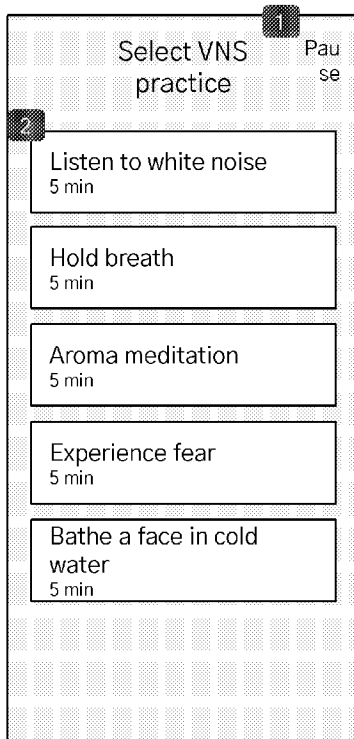 1
Select VNS
practice
Pau
se
2
Listen to white noise
5 min
Hold breath
5 min
Aroma meditation
5 min
Experience fear
5 min
Bathe a face in cold
water
5 min